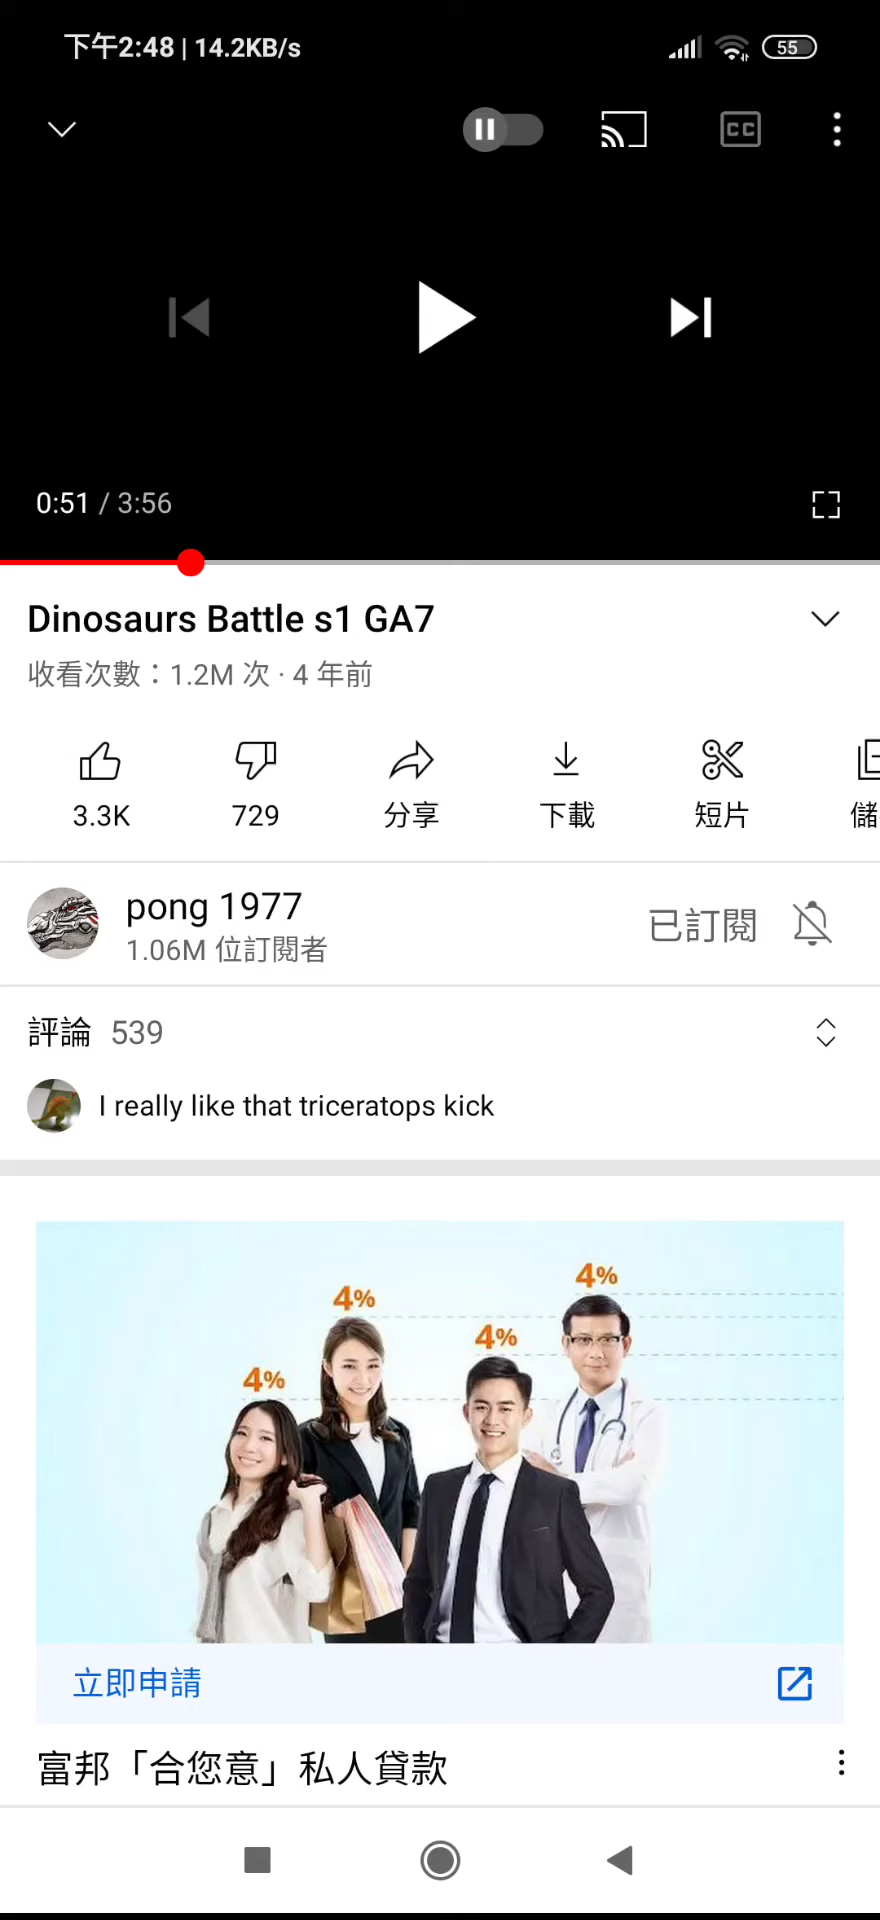 下午2:48 | 14.2KB/s
55
CC
0:51 / 3:56
Dinosaurs Battle s1 GA7
收看次數：1.2M 次 · 4 年前
3.3K
729
分享
下載
短片
儲
pong 1977
1.06M 位訂閱者
已訂閱
評論 539
I really like that triceratops kick
4%
4%
4%
4%
立即申請
富邦「合您意」私人貸款